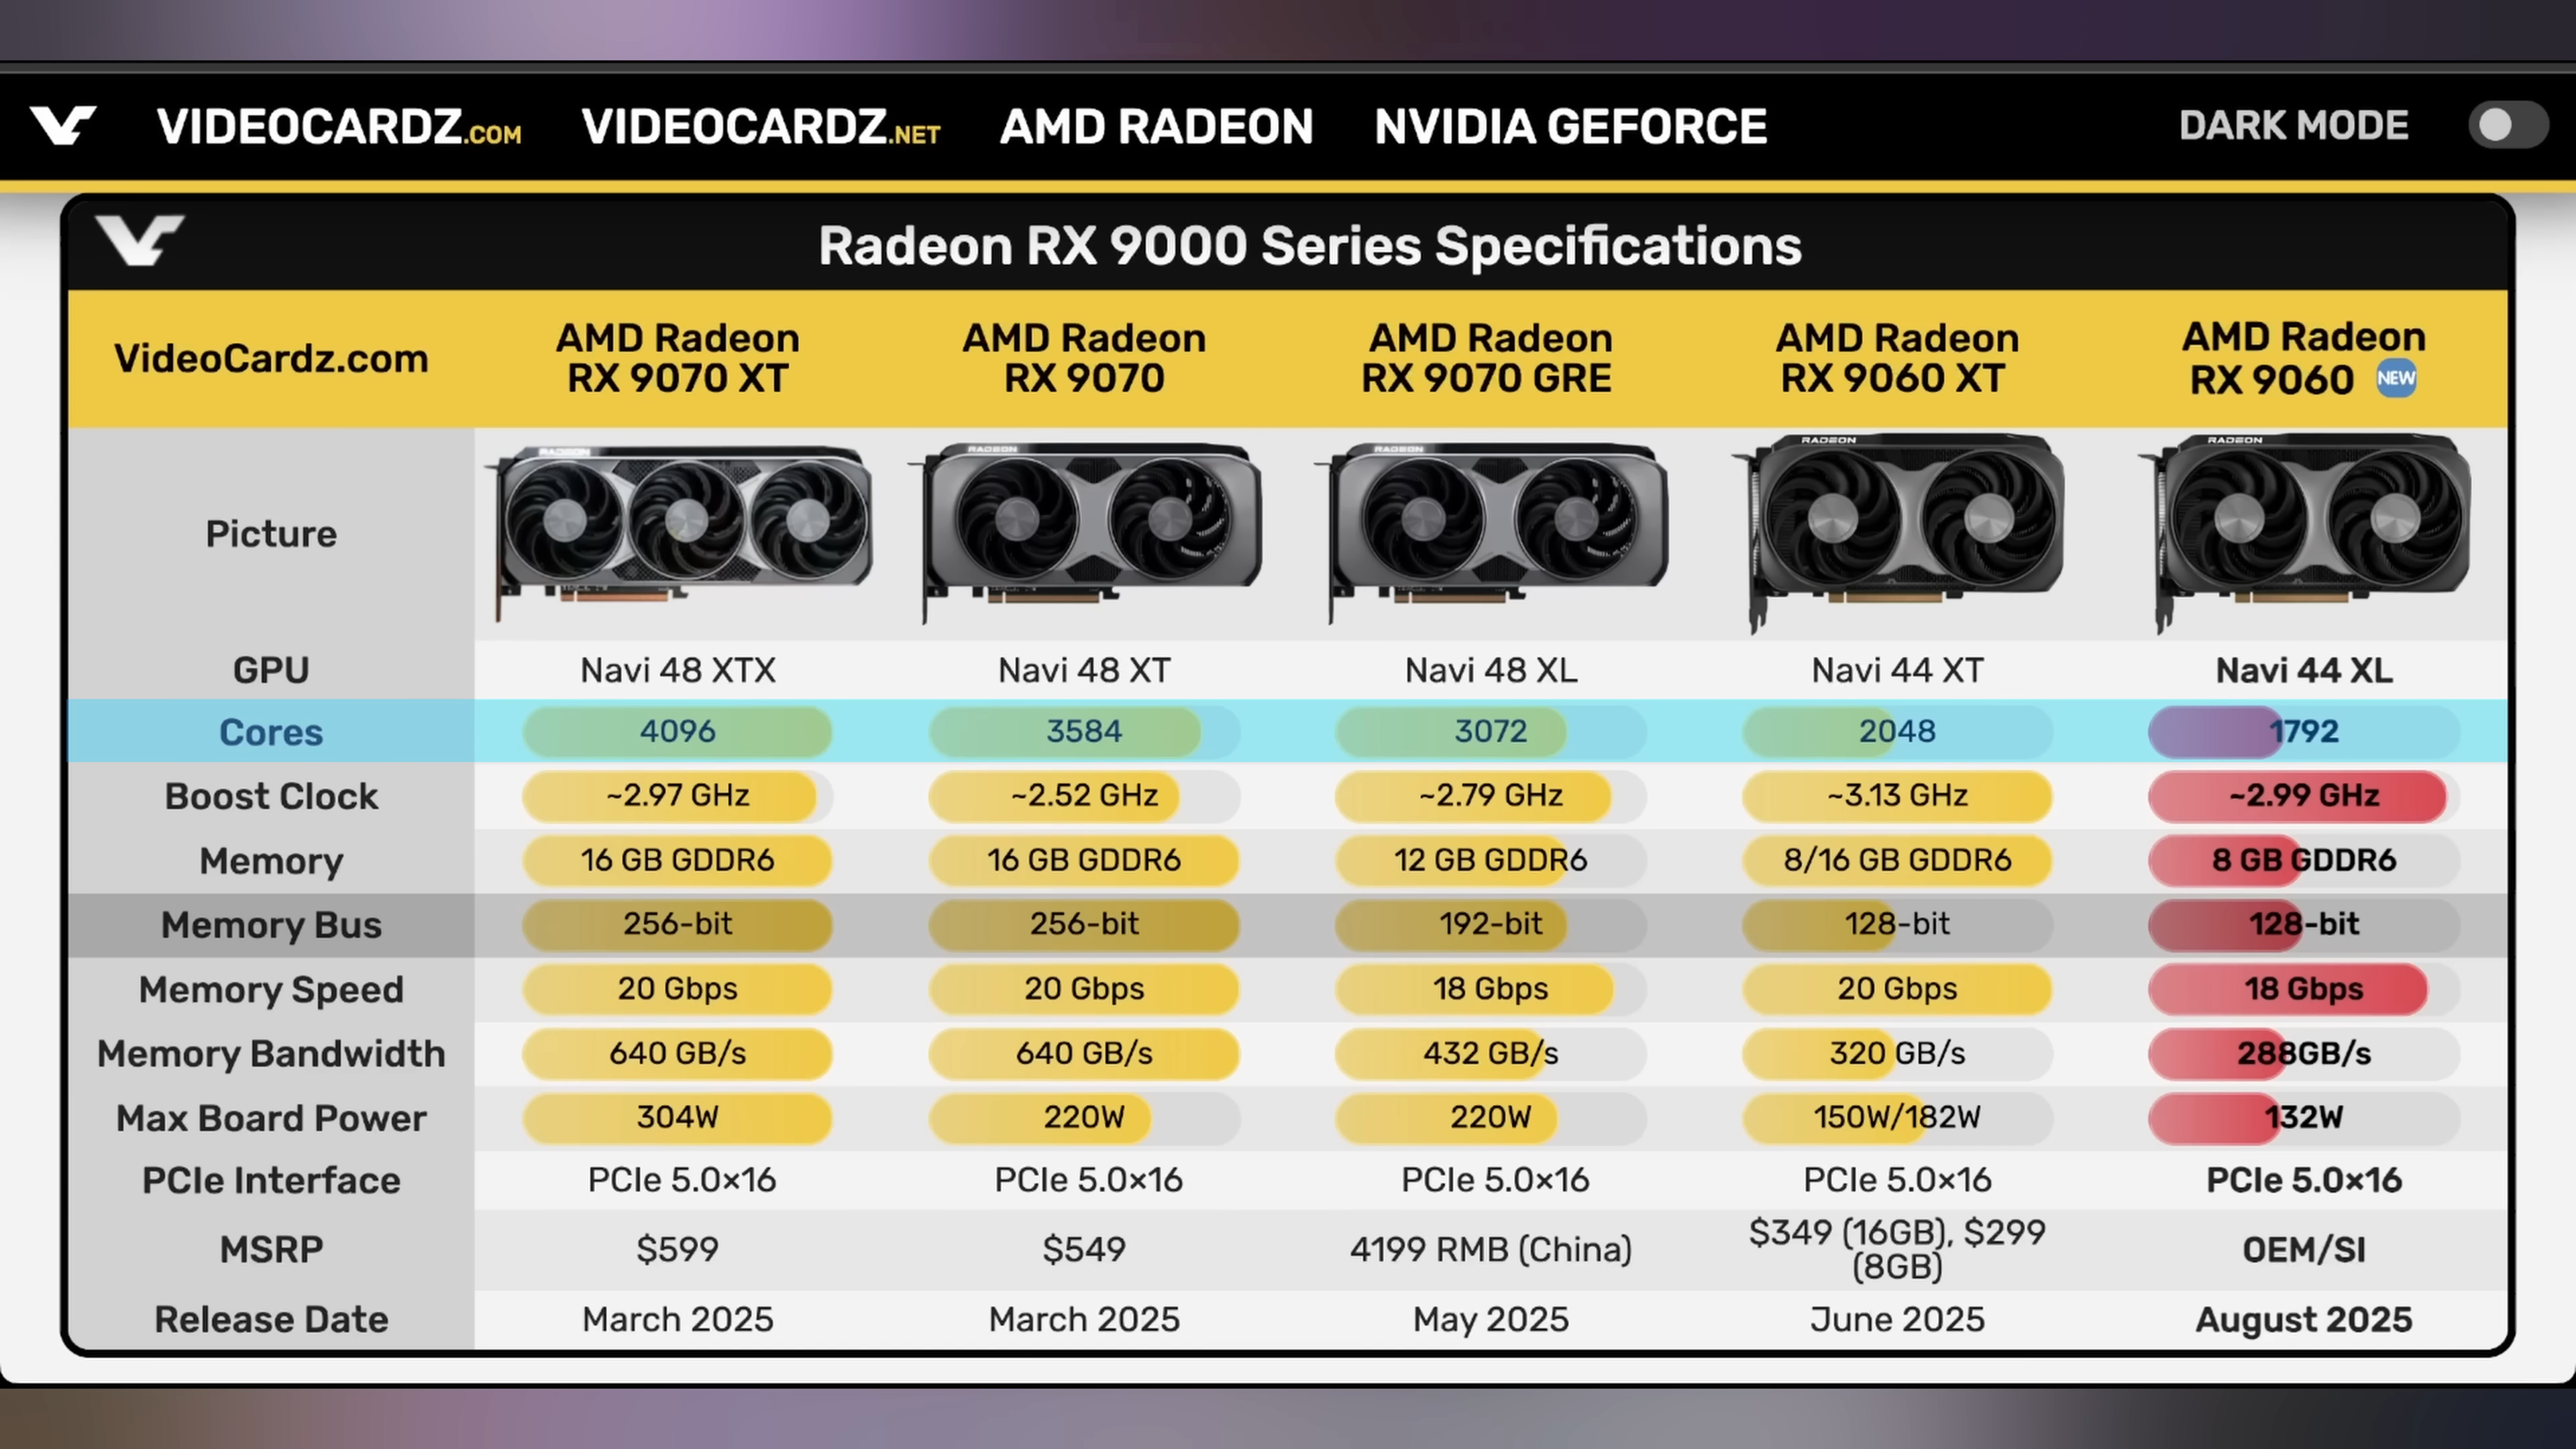 VIDEOCARDZ.COM VIDEOCARDZ.NET AMD RADEON NVIDIA GEFORCE DARK MODE
Radeon RX 9000 Series Specifications
VideoCardz.com
AMD Radeon
RX 9070 XT
AMD Radeon
RX 9070
AMD Radeon
RX 9070 GRE
AMD Radeon
RX 9060 XT
AMD Radeon
RX 9060 NEW
Picture
RADEON RADEON RADEON RADEON RADEON
GPU Navi 48 XTX Navi 48 XT Navi 48 XL Navi 44 XT Navi 44 XL
Cores 4096 3584 3072 2048 1792
Boost Clock ~2.97 GHz ~2.52 GHz ~2.79 GHz ~3.13 GHz ~2.99 GHz
Memory 16 GB GDDR6 16 GB GDDR6 12 GB GDDR6 8/16 GB GDDR6 8 GB GDDR6
Memory Bus 256-bit 256-bit 192-bit 128-bit 128-bit
Memory Speed 20 Gbps 20 Gbps 18 Gbps 20 Gbps 18 Gbps
Memory Bandwidth 640 GB/s 640 GB/s 432 GB/s 320 GB/s 288GB/s
Max Board Power 304W 220W 220W 150W/182W 132W
PCIe Interface PCIe 5.0×16 PCIe 5.0×16 PCIe 5.0×16 PCIe 5.0×16 PCIe 5.0×16
MSRP $599 $549 4199 RMB (China) $349 (16GB), $299
(8GB) OEM/SI
Release Date March 2025 March 2025 May 2025 June 2025 August 2025